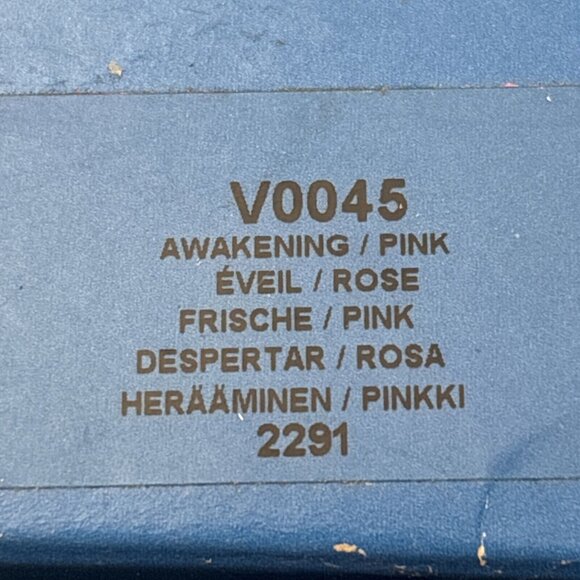 V0045
AWAKENING / PINK
ÉVEIL / ROSE
FRISCHE / PINK
DESPERTAR / ROSA
HERÄÄMINEN / PINKKI
2291